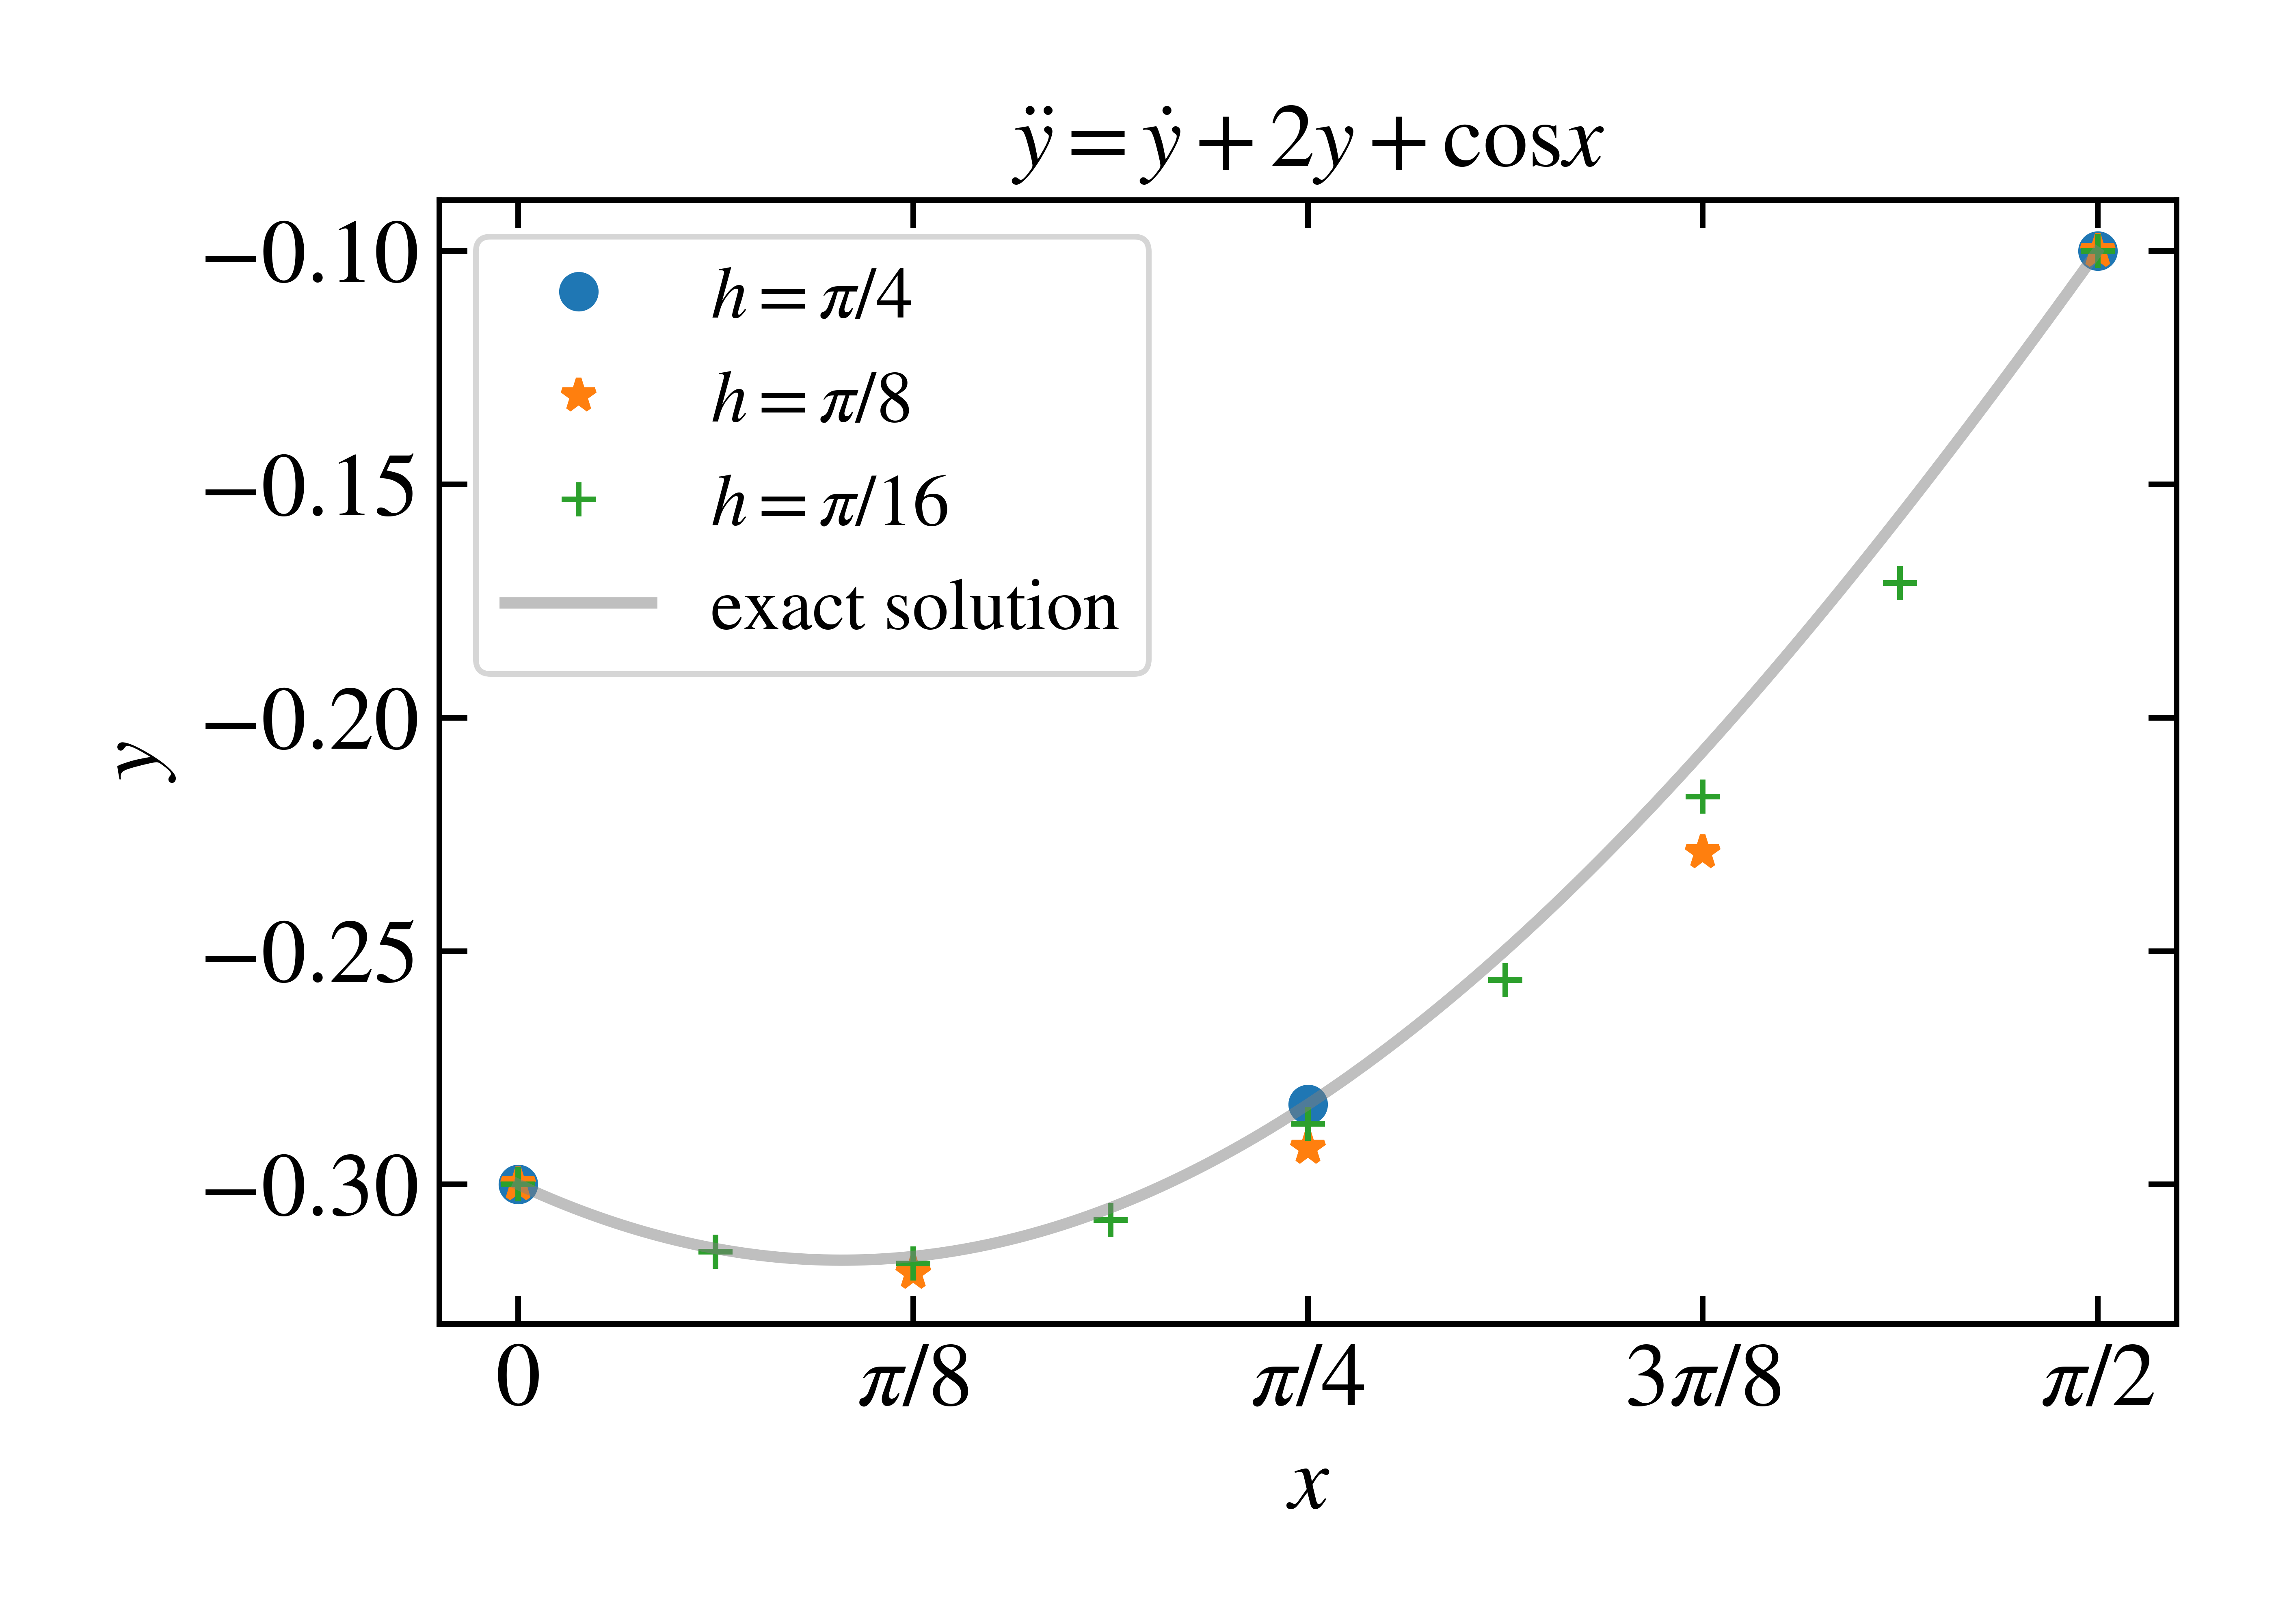 ÿ = ẏ + 2y + cosx
−0.10
−0.15
−0.20
−0.25
−0.30
y
h = π/4
h = π/8
h = π/16
exact solution
0 π/8 π/4 3π/8 π/2
x